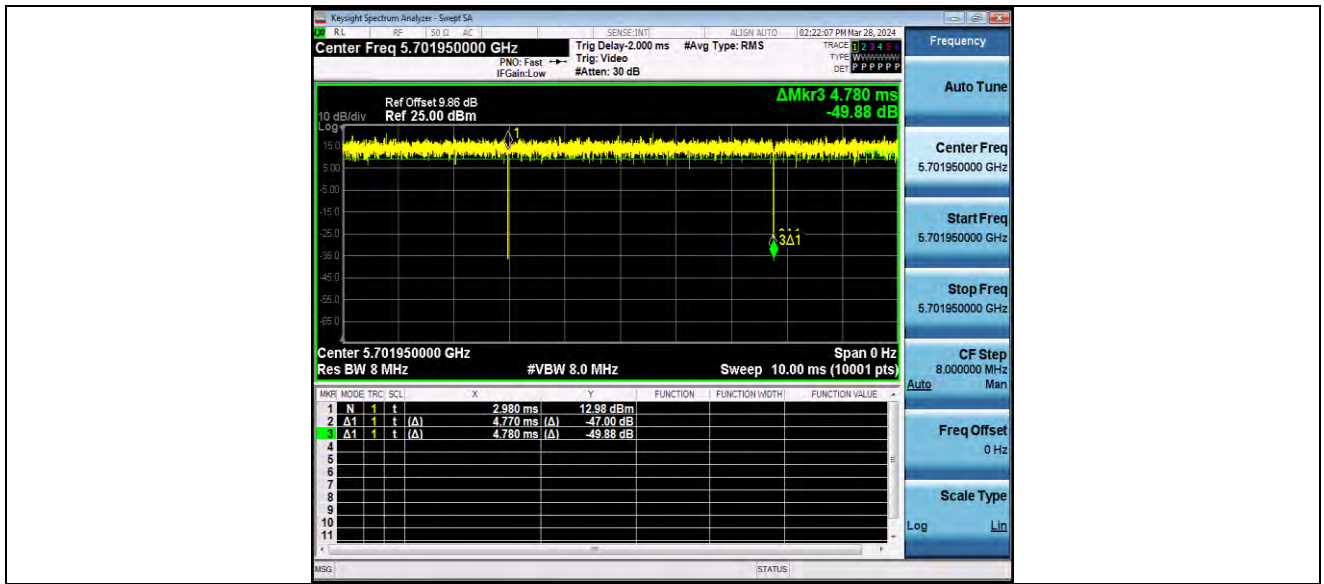 Keysight Spectrum Analyzer - Swept SA
RL RF 50 Ω AC SENSE:INT ALIGN AUTO 02:22:07 PM Mar 28, 2024
Center Freq 5.701950000 GHz
PNO: Fast
IFGain:Low
Trig Delay-2.000 ms
Trig: Video
#Atten: 30 dB
#Avg Type: RMS
TRACE 1 2 3 4 5 6
TYPE WWWWWW
DET P P P P P P
ΔMkr3 4.780 ms
-49.88 dB
Ref Offset 9.86 dB
10 dB/div Ref 25.00 dBm
Log
15.0
5.00
-5.00
-15.0
-25.0
-35.0
-45.0
-55.0
-65.0
1
3Δ1
Center 5.701950000 GHz Span 0 Hz
Res BW 8 MHz #VBW 8.0 MHz Sweep 10.00 ms (10001 pts)
MKR MODE TRC SCL X Y FUNCTION FUNCTION WIDTH FUNCTION VALUE
1 N 1 t 2.980 ms 12.98 dBm
2 Δ1 1 t (Δ) 4.770 ms (Δ) -47.00 dB
3 Δ1 1 t (Δ) 4.780 ms (Δ) -49.88 dB
4
5
6
7
8
9
10
11
MSG STATUS
Frequency
Auto Tune
Center Freq
5.701950000 GHz
Start Freq
5.701950000 GHz
Stop Freq
5.701950000 GHz
CF Step
8.000000 MHz
Auto Man
Freq Offset
0 Hz
Scale Type
Log Lin